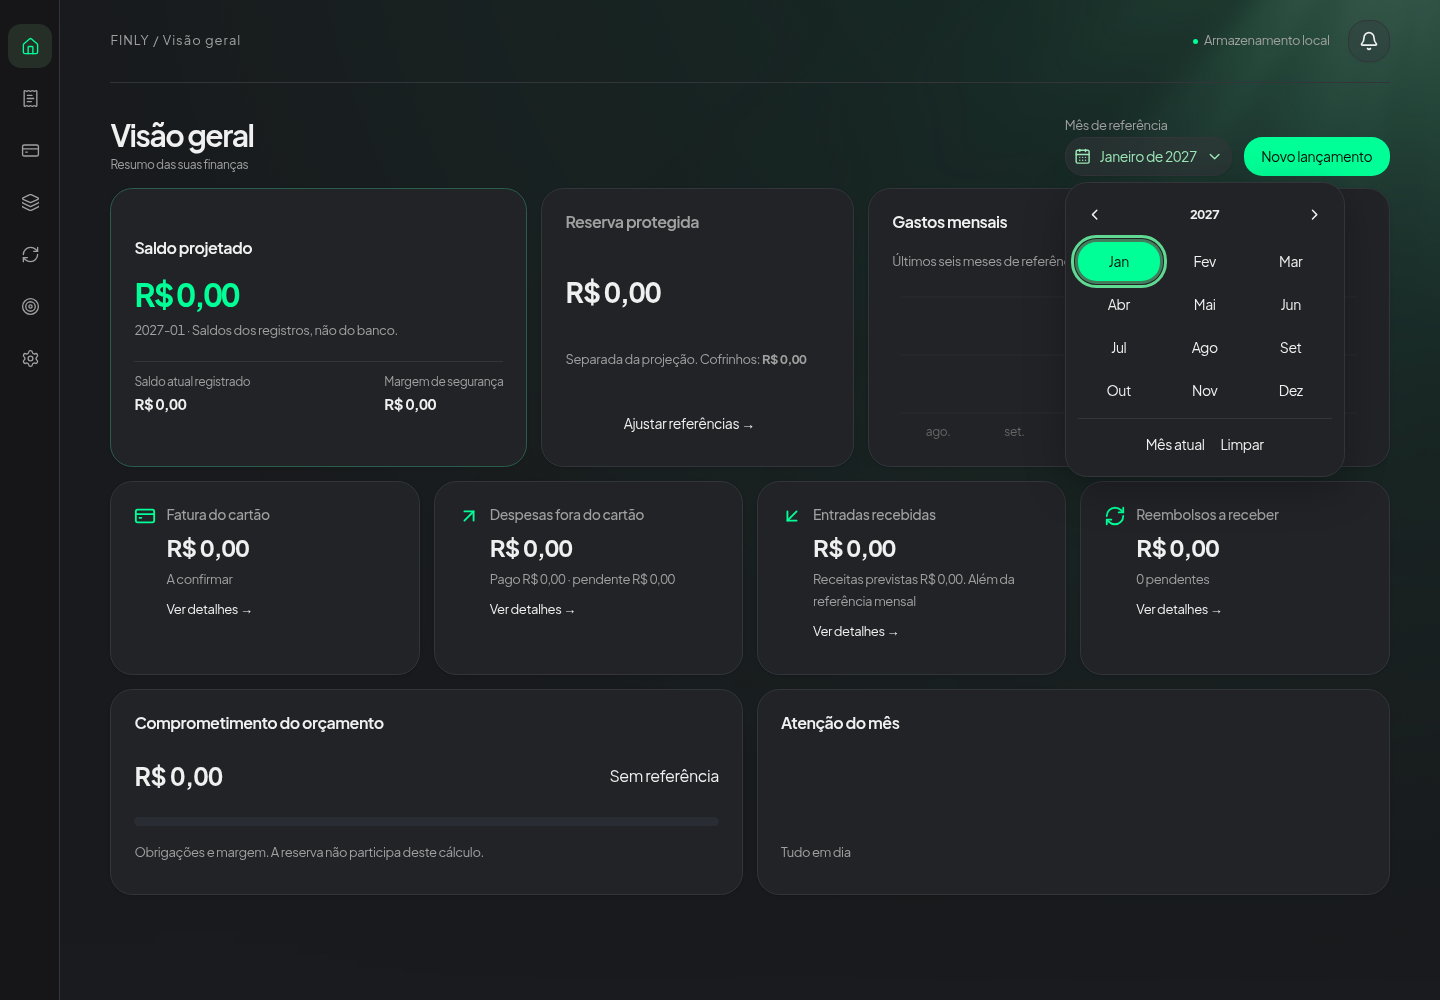 FINLY / Visão geral
Armazenamento local
Visão geral
Resumo das suas finanças
Mês de referência
Janeiro de 2027
Novo lançamento
Saldo projetado
R$ 0,00
2027-01 · Saldos dos registros, não do banco.
Saldo atual registrado
R$ 0,00
Margem de segurança
R$ 0,00
Reserva protegida
R$ 0,00
Separada da projeção. Cofrinhos: R$ 0,00
Ajustar referências →
Gastos mensais
Últimos seis meses de
ago. set.
2027
Jan Fev Mar
Abr Mai Jun
Jul Ago Set
Out Nov Dez
Mês atual Limpar
Fatura do cartão
R$ 0,00
A confirmar
Ver detalhes →
Despesas fora do cartão
R$ 0,00
Pago R$ 0,00 · pendente R$ 0,00
Ver detalhes →
Entradas recebidas
R$ 0,00
Receitas previstas R$ 0,00. Além da
referência mensal
Ver detalhes →
Reembolsos a receber
R$ 0,00
0 pendentes
Ver detalhes →
Comprometimento do orçamento
R$ 0,00
Sem referência
Obrigações e margem. A reserva não participa deste cálculo.
Atenção do mês
Tudo em dia